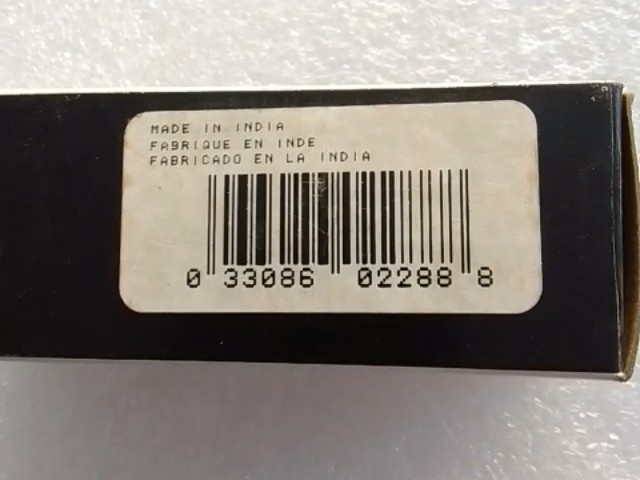 MADE IN INDIA
FABRIQUE EN INDE
FABRICADO EN LA INDIA
0 33086 02288 8